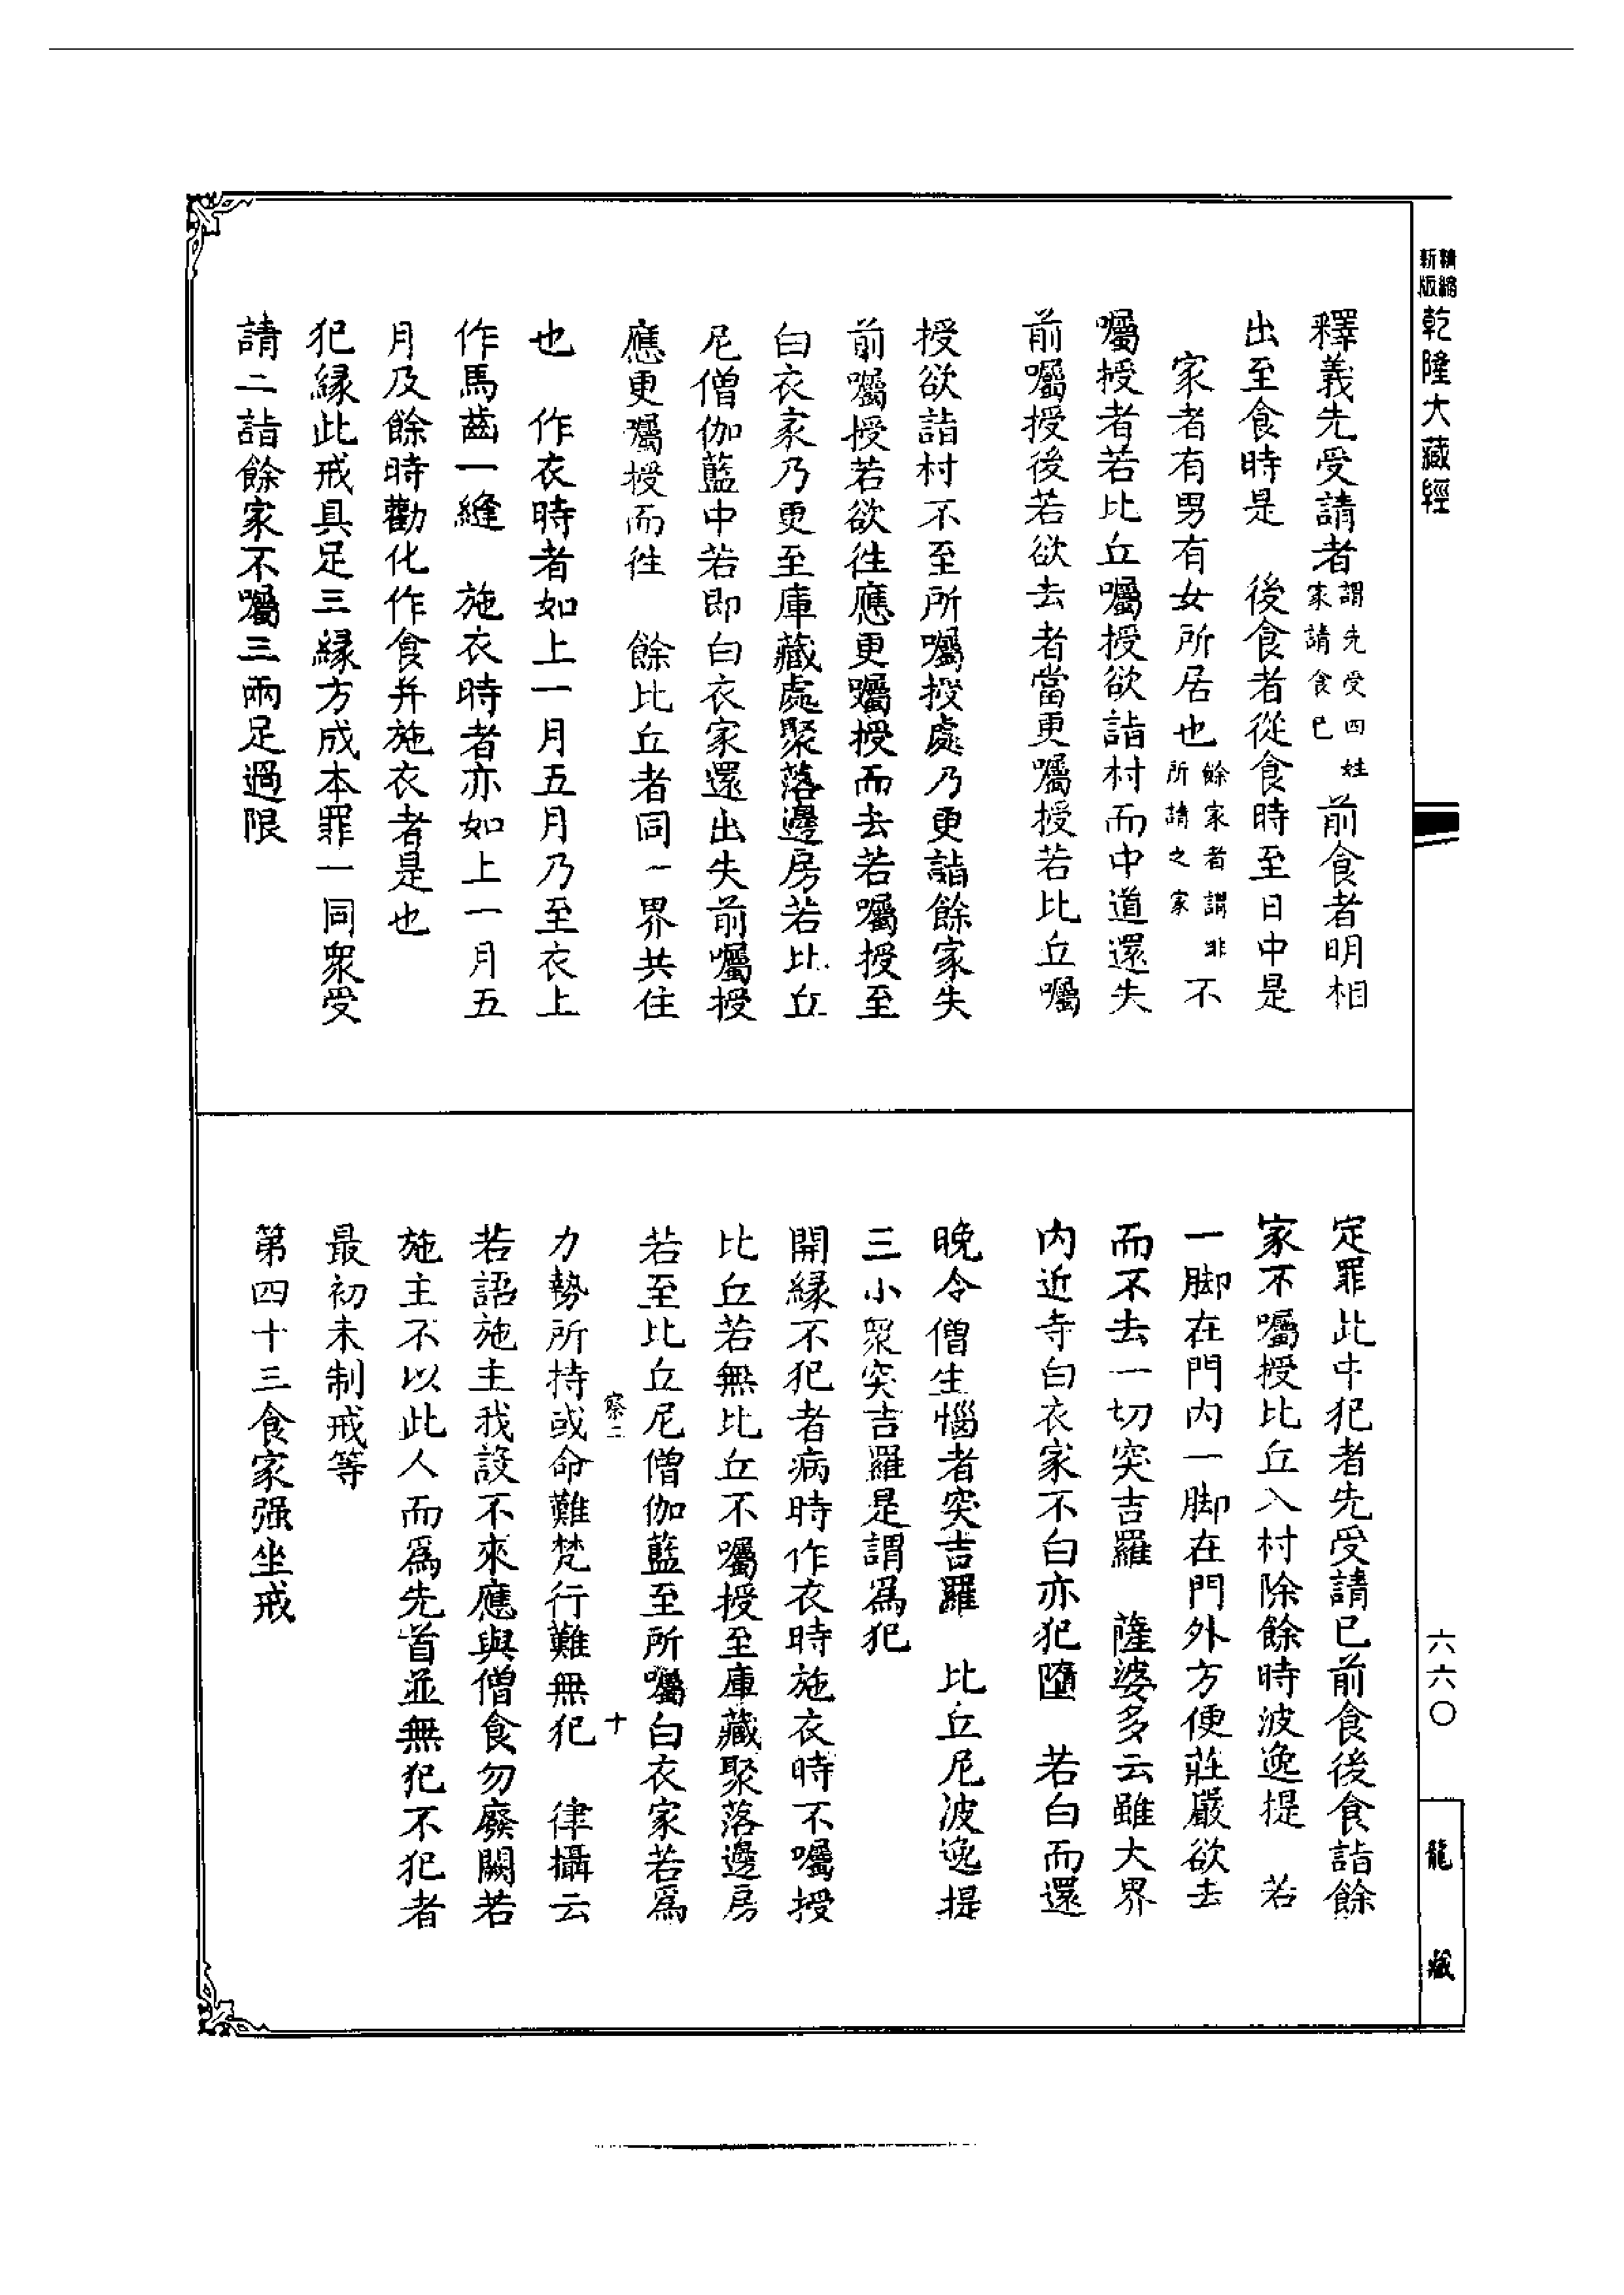 精縮
新版
乾隆大藏經
釋義先受請者謂先受四姓家請食已前食者明相
出至食時是　後食者從食時至日中是
家者有男有女所居也餘家者謂非所請之家不
囑授者若比丘囑授欲詣村而中道還失
前囑授後若欲去者當更囑授若比丘囑
授欲詣村不至所囑授處乃更詣餘家失
前囑授若欲徃應更囑授而去若囑授至
白衣家乃更至庫藏處聚落邊房若比丘
尼僧伽藍中若即白衣家還出失前囑授
應更囑授而徃　餘比丘者同一界共住
也　作衣時者如上一月五月乃至衣上
作馬齒一縫　施衣時者亦如上一月五
月及餘時勸化作食并施衣者是也
犯緣此戒具足三緣方成本罪一同衆受
請二詣餘家不囑三兩足過限
定罪此中犯者先受請已前食後食詣餘
家不囑授比丘入村除餘時波逸提　若
一脚在門內一脚在門外方便莊嚴欲去
而不去一切突吉羅　薩婆多云雖大界
內近寺白衣家不白亦犯墮　若白而還
晚令僧生惱者突吉羅　比丘尼波逸提
三小衆突吉羅是謂爲犯
開緣不犯者病時作衣時施衣時不囑授
比丘若無比丘不囑授至庫藏聚落邊房
若至比丘尼僧伽藍至所囑白衣家若爲
力勢所持或命難梵行難無犯　律攝云
若語施主我設不來應與僧食勿廢闕若
施主不以此人而爲先首並無犯不犯者
最初未制戒等
第四十三食家强坐戒
十
六六〇
龍藏